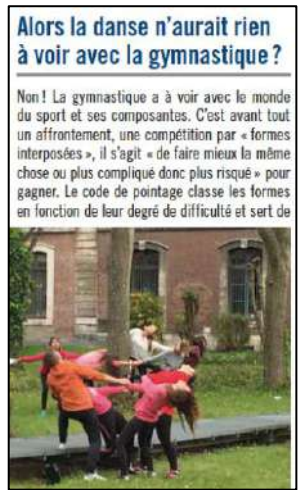 Alors la danse n'aurait rien
à voir avec la gymnastique ?
Non ! La gymnastique a à voir avec le monde
du sport et ses composantes. C'est avant tout
un affrontement, une compétition par « formes
interposées », il s'agit « de faire mieux la même
chose ou plus compliqué donc plus risqué » pour
gagner. Le code de pointage classe les formes
en fonction de leur degré de difficulté et sert de